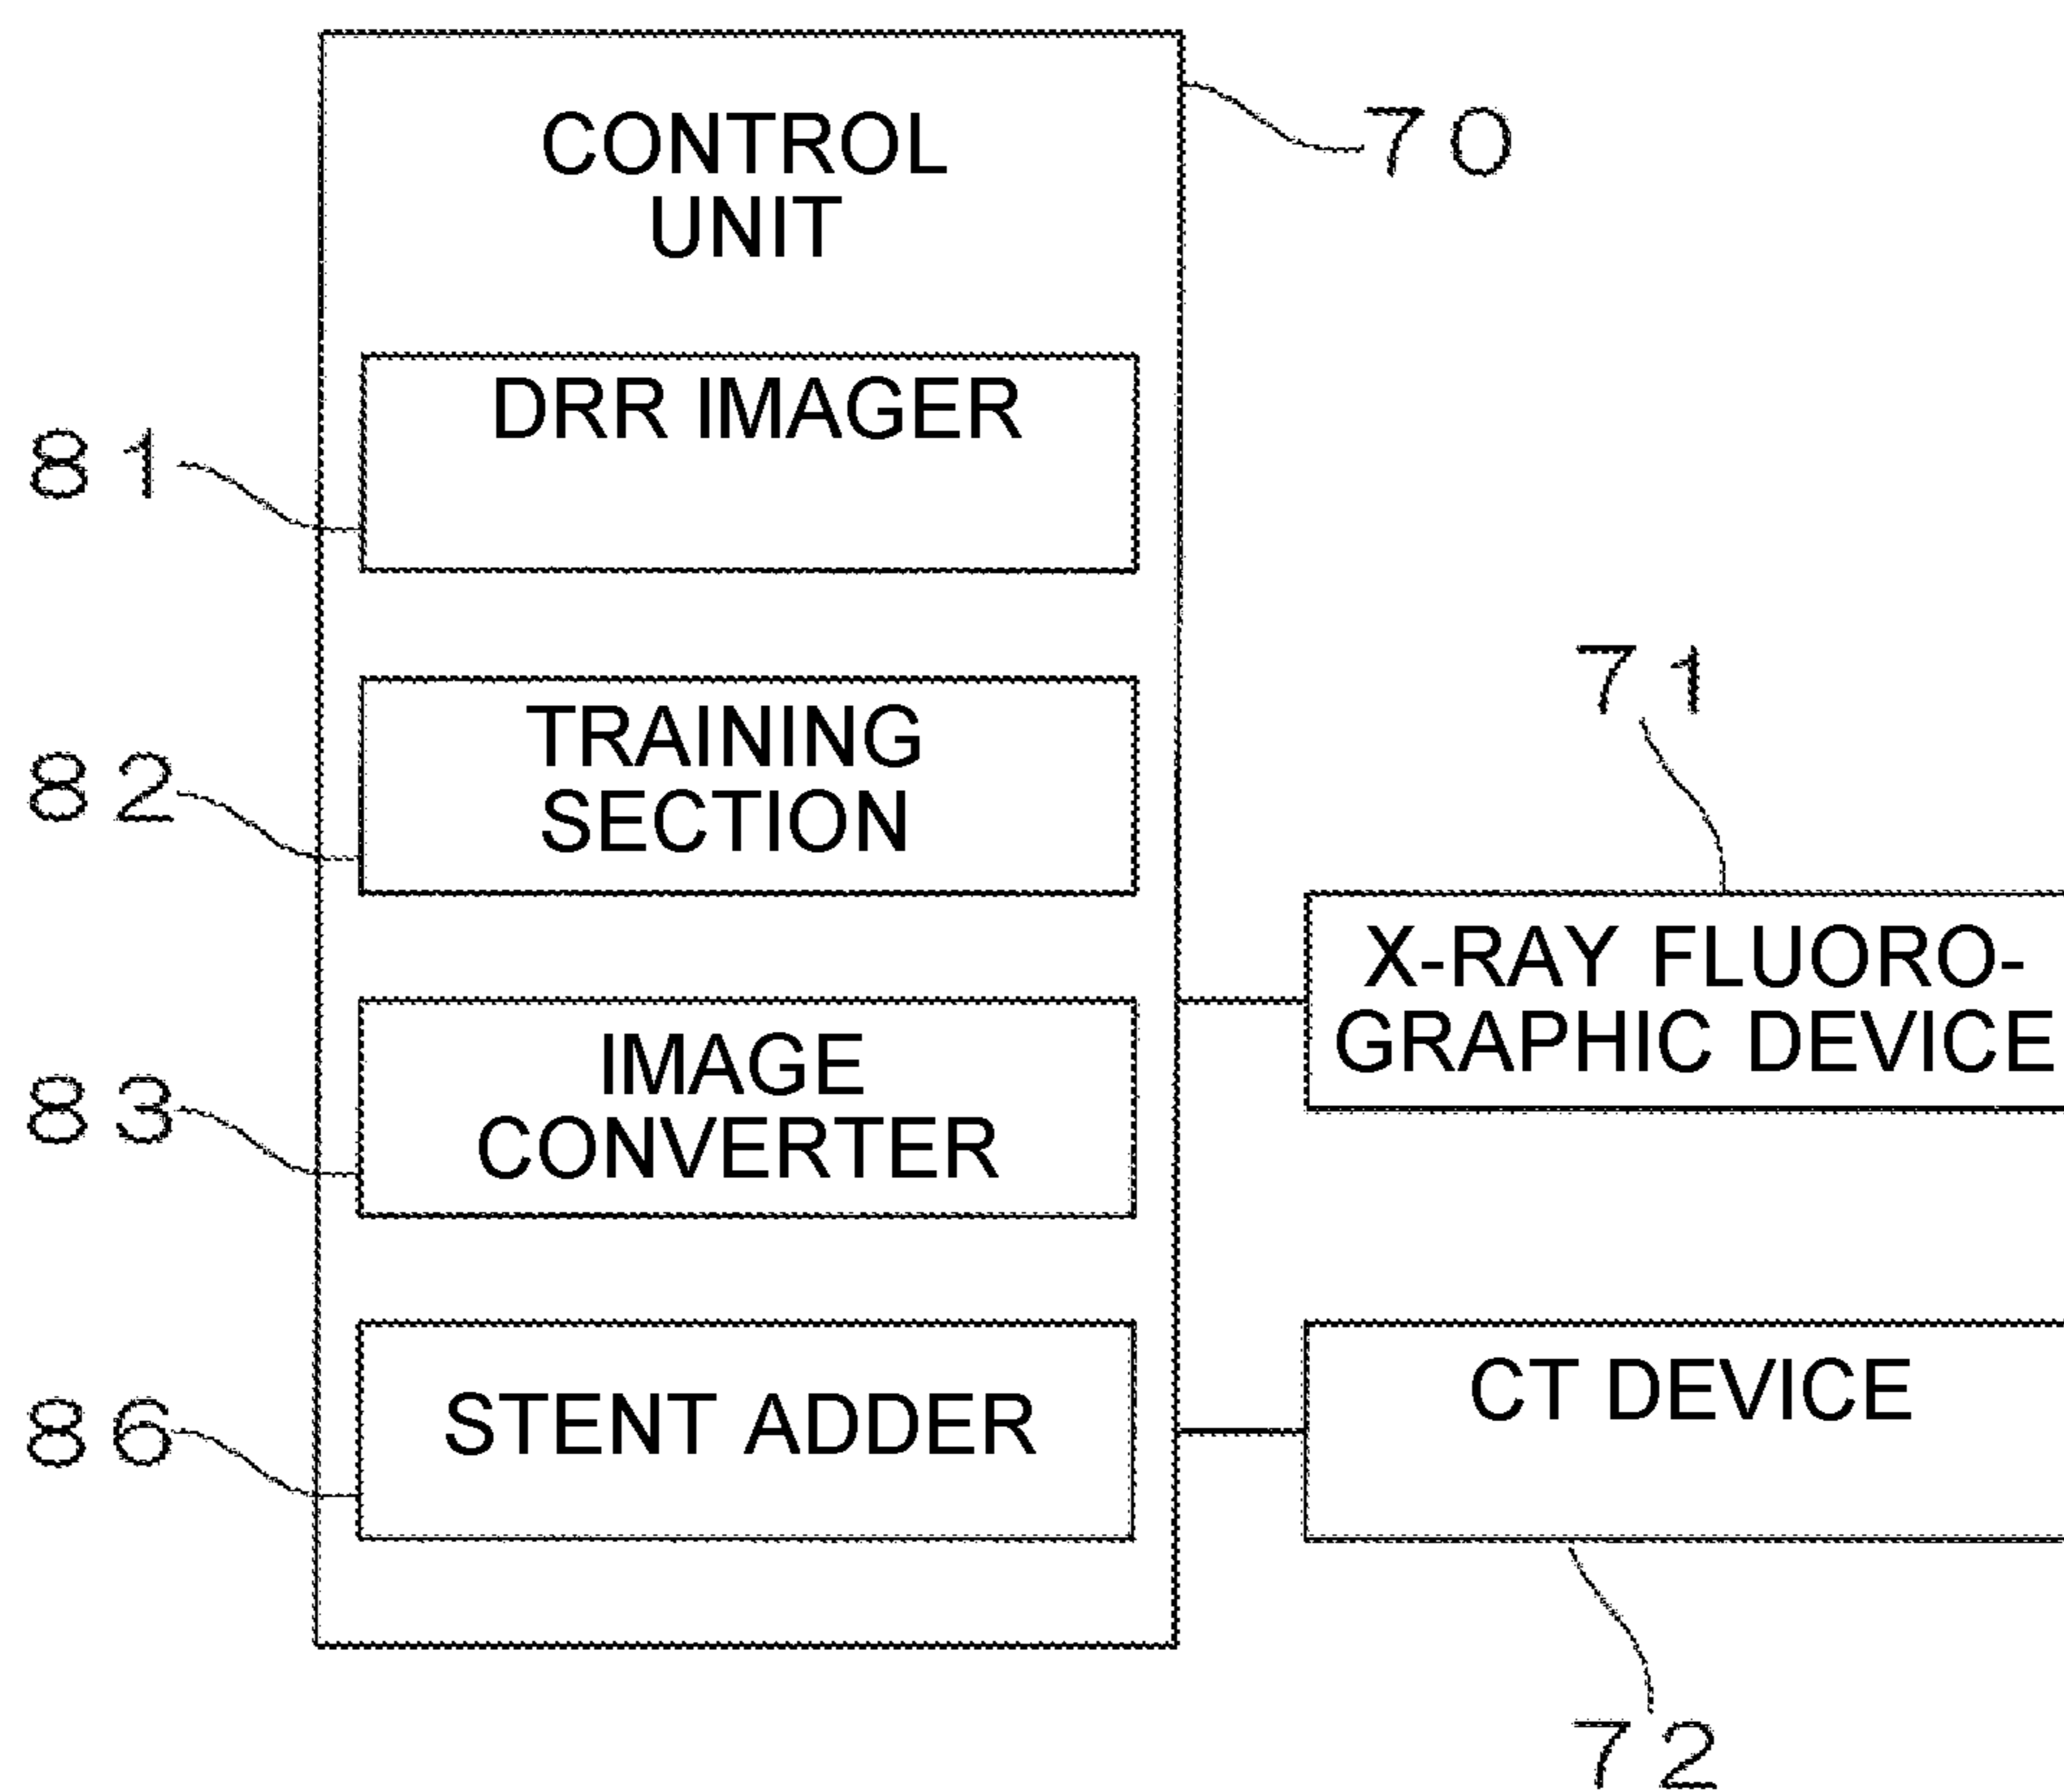 CONTROL
UNIT
70
DRR IMAGER
81
TRAINING
SECTION
82
71
X-RAY FLUORO-
GRAPHIC DEVICE
IMAGE
CONVERTER
83
STENT ADDER
86
CT DEVICE
72